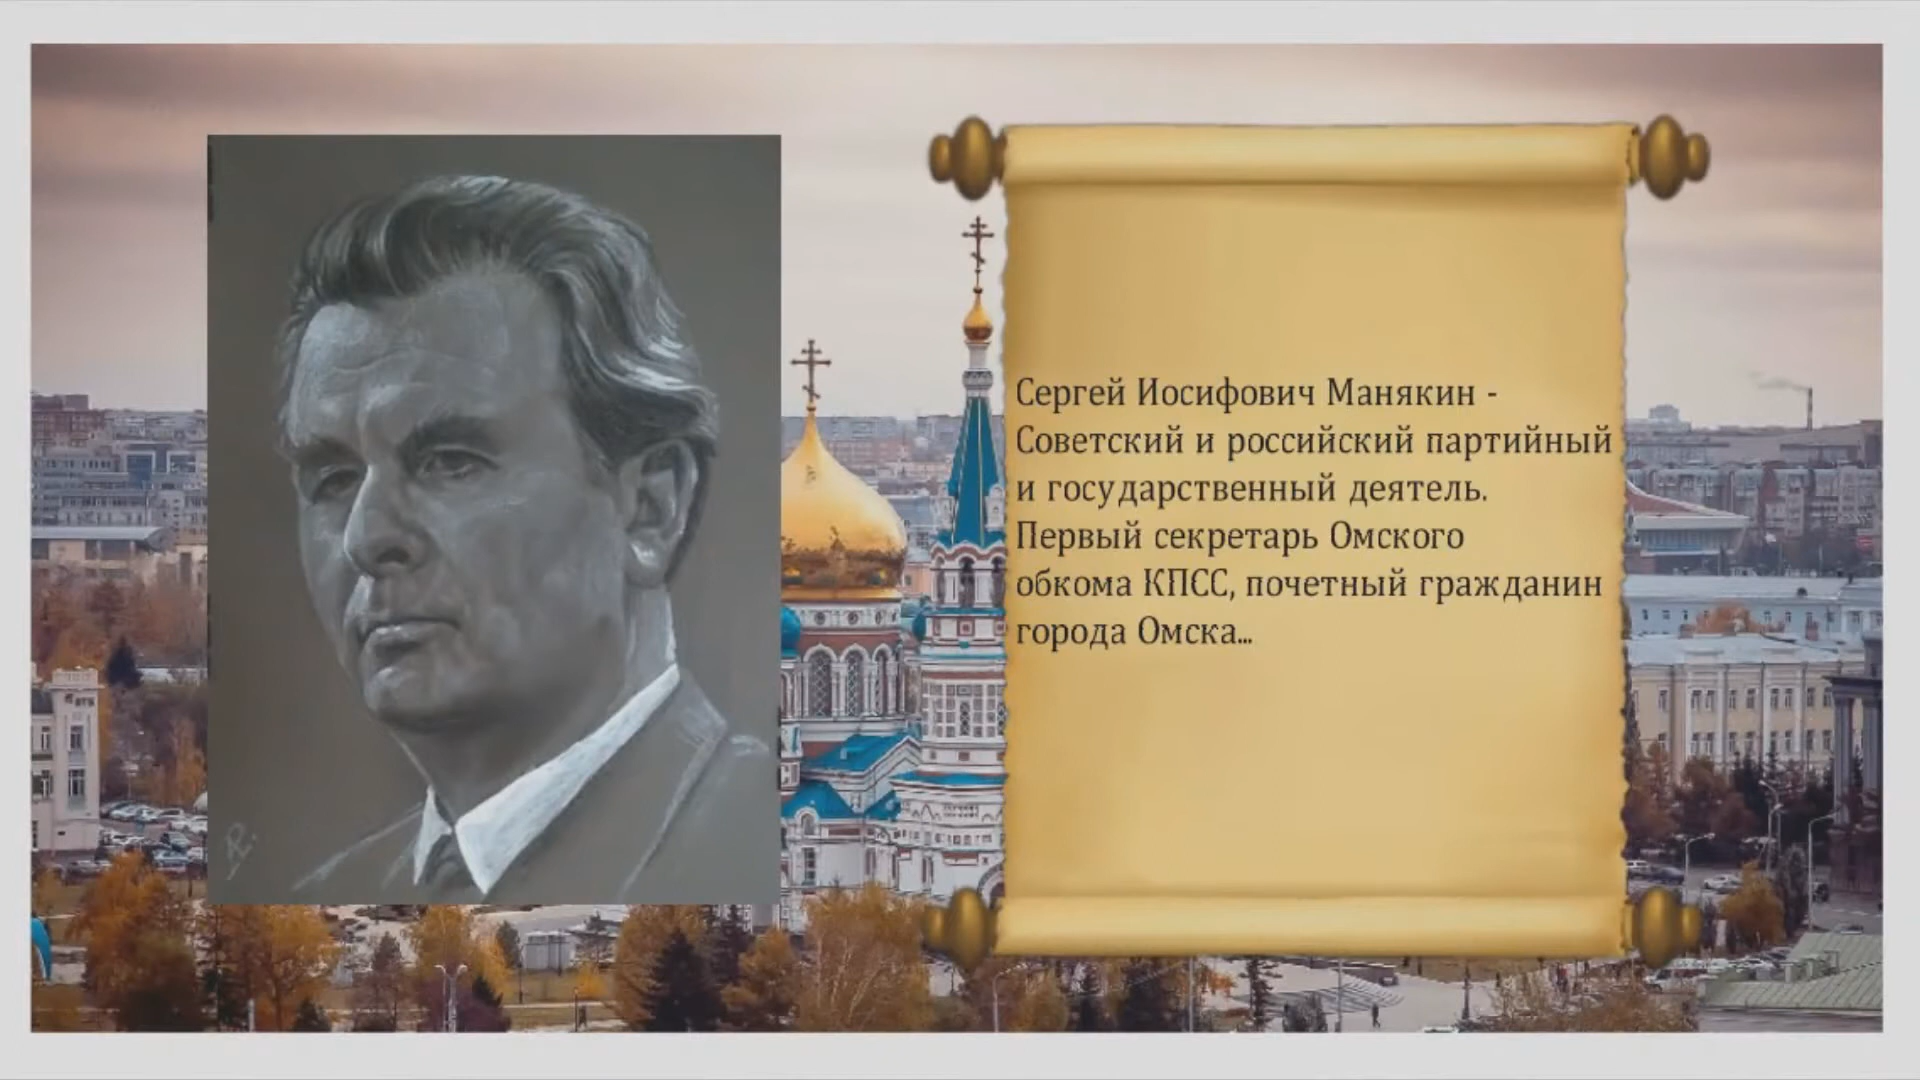 Сергей Иосифович Манякин -
Советский и российский партийный
и государственный деятель.
Первый секретарь Омского
обкома КПСС, почетный гражданин
города Омска...